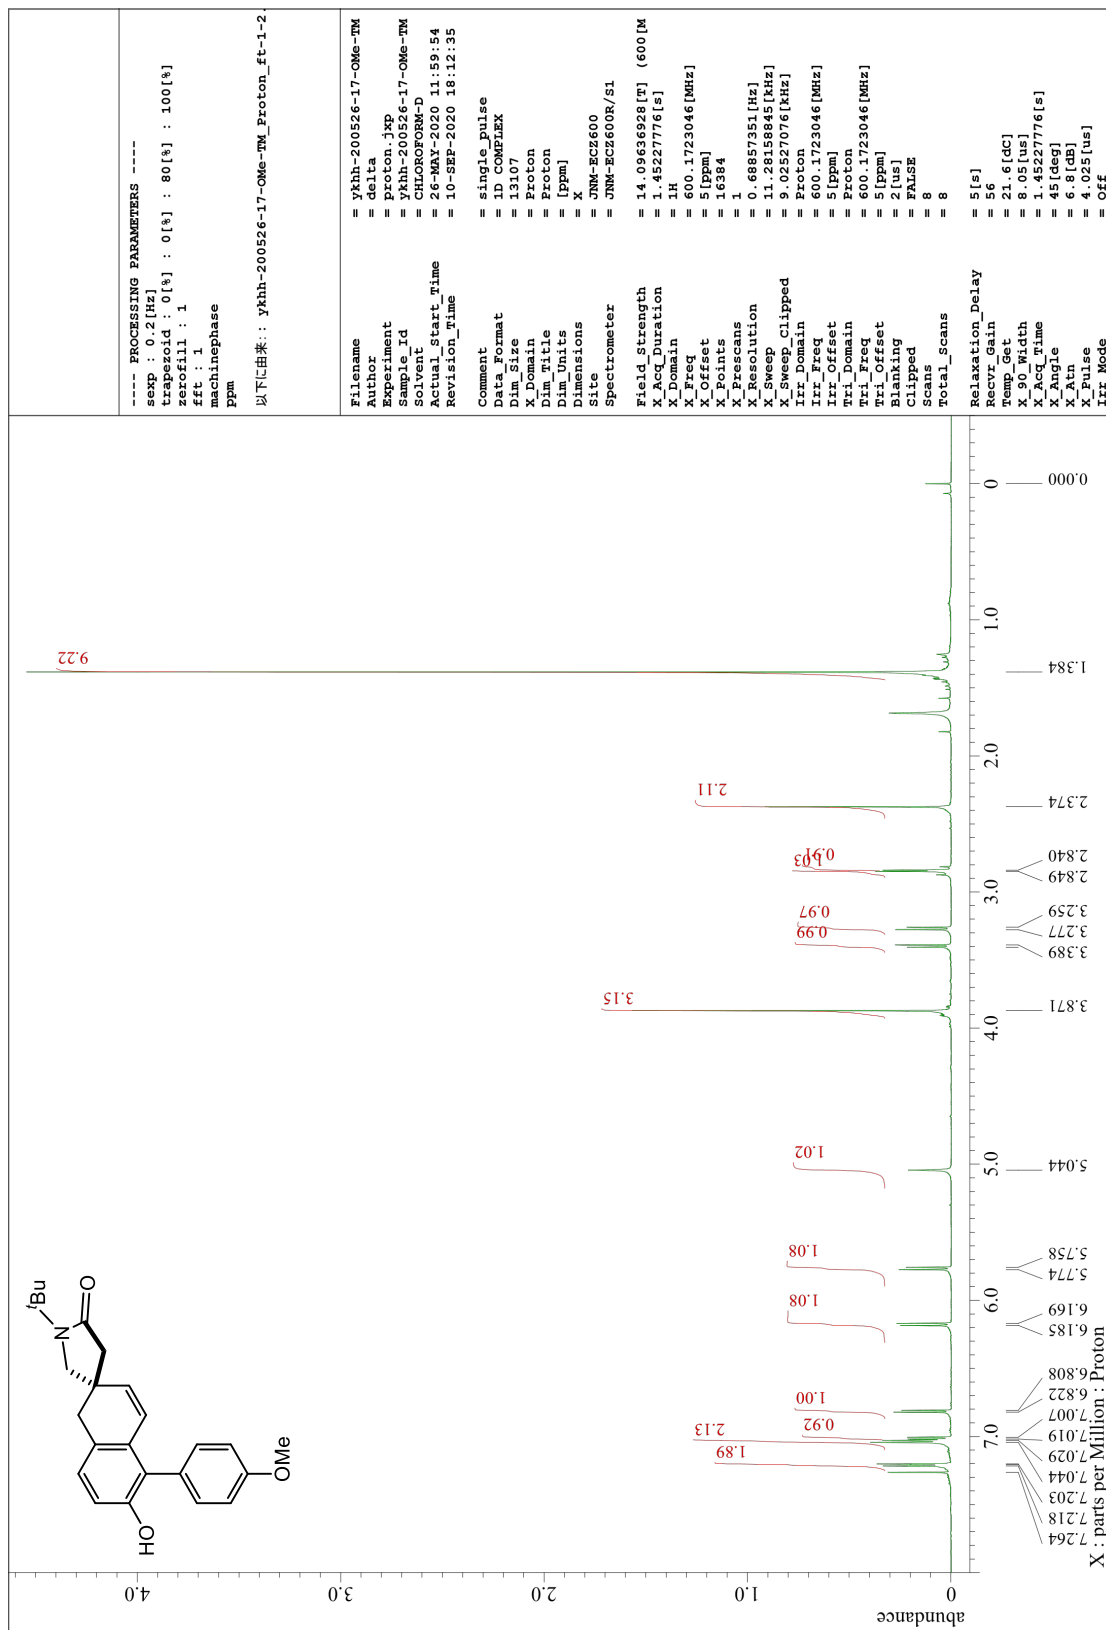 ---- PROCESSING PARAMETERS ----
sexp : 0.2[Hz]
trapezoid : 0[%] : 0[%] : 80[%] : 100[%]
zerofill : 1
fft : 1
machinephase
ppm
以下に由来: : ykhh-200526-17-OMe-TM_Proton_ft-1-2.
Filename = ykhh-200526-17-OMe-TM
Author = delta
Experiment = proton.jxp
Sample_Id = ykhh-200526-17-OMe-TM
Solvent = CHLOROFORM-D
Actual_Start_Time = 26-MAY-2020 11:59:54
Revision_Time = 10-SEP-2020 18:12:35
Comment = single_pulse
Data_Format = 1D COMPLEX
Dim_Size = 13107
X_Domain = Proton
Dim_Title = Proton
Dim_Units = [ppm]
Dimensions = X
Site = JNM-ECZ600
Spectrometer = JNM-ECZ600R/S1
Field_Strength = 14.09636928[T] (600[M
X_Acq_Duration = 1.45227776[s]
X_Domain = 1H
X_Freq = 600.1723046[MHz]
X_Offset = 5[ppm]
X_Points = 16384
X_Prescans = 1
X_Resolution = 0.68857351[Hz]
X_Sweep = 11.28158845[kHz]
X_Sweep_Clipped = 9.02527076[kHz]
Irr_Domain = Proton
Irr_Freq = 600.1723046[MHz]
Irr_Offset = 5[ppm]
Tri_Domain = Proton
Tri_Freq = 600.1723046[MHz]
Tri_Offset = 5[ppm]
Blanking = 2[us]
Clipped = FALSE
Scans = 8
Total_Scans = 8
Relaxation_Delay = 5[s]
Recvr_Gain = 56
Temp_Get = 21.6[dC]
X_90_Width = 8.05[us]
X_Acq_Time = 1.45227776[s]
X_Angle = 45[deg]
X_Atn = 6.8[dB]
X_Pulse = 4.025[us]
Irr_Mode = Off
tBu
N
O
HO
OMe
abundance
0 1.0 2.0 3.0 4.0
1.89
2.13
0.92
1.00
1.08
1.08
1.02
3.15
0.99
0.97
1.03
0.91
2.11
9.22
7.0 6.0 5.0 4.0 3.0 2.0 1.0 0
7.264
7.218
7.203
7.044
7.029
7.019
7.007
6.822
6.808
6.185
6.169
5.774
5.758
5.044
3.871
3.389
3.277
3.259
2.849
2.840
2.374
1.384
0.000
X : parts per Million : Proton